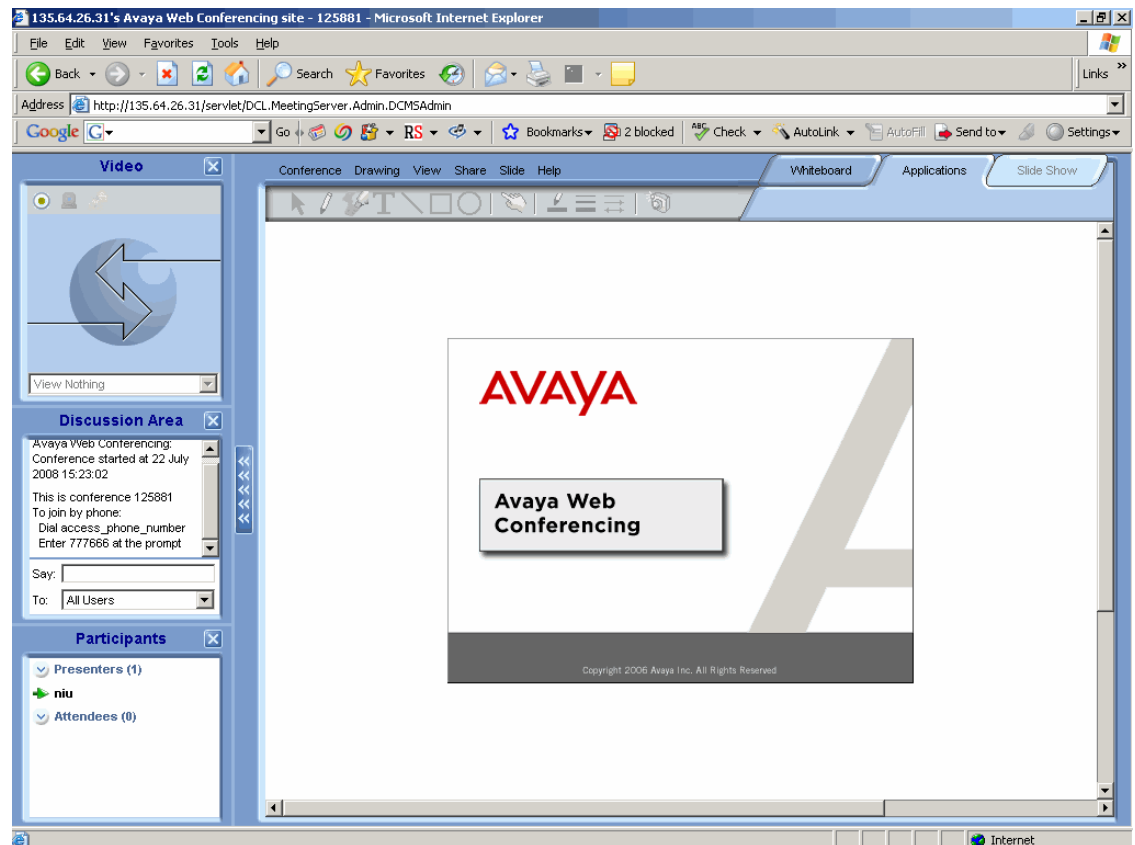 135.64.26.31's Avaya Web Conferencing site - 125881 - Microsoft Internet Explorer
File Edit View Favorites Tools Help
Back Search Favorites Links
Address http://135.64.26.31/servlet/DCL.MeetingServer.Admin.DCMSAdmin
Google G Go RS Bookmarks 2 blocked ABC Check AutoLink AutoFill Send to Settings
Video
Conference Drawing View Share Slide Help Whiteboard Applications Slide Show
T
View Nothing
Discussion Area
Avaya Web Conferencing:
Conference started at 22 July
2008 15:23:02
This is conference 125881
To join by phone:
Dial access_phone_number
Enter 777666 at the prompt
Say:
To: All Users
Participants
Presenters (1)
niu
Attendees (0)
AVAYA
Avaya Web
Conferencing
Copyright 2006 Avaya Inc. All Rights Reserved
Internet